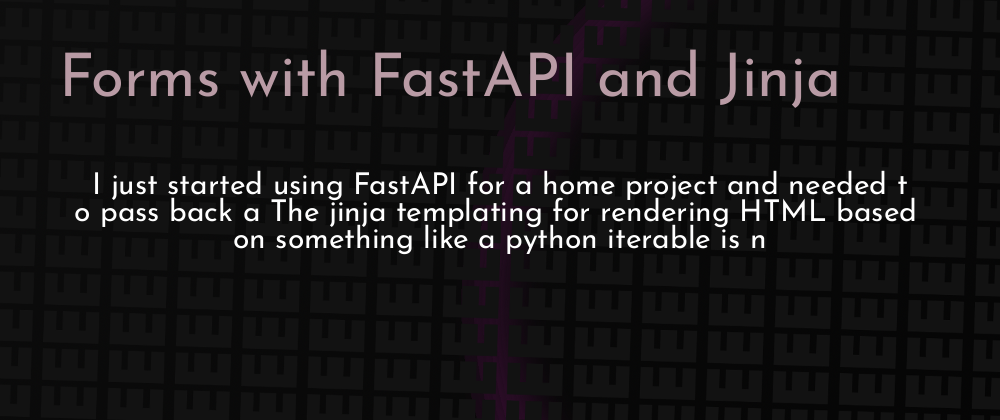 Forms with FastAPI and Jinja
I just started using FastAPI for a home project and needed t
o pass back a The jinja templating for rendering HTML based
on something like a python iterable is n